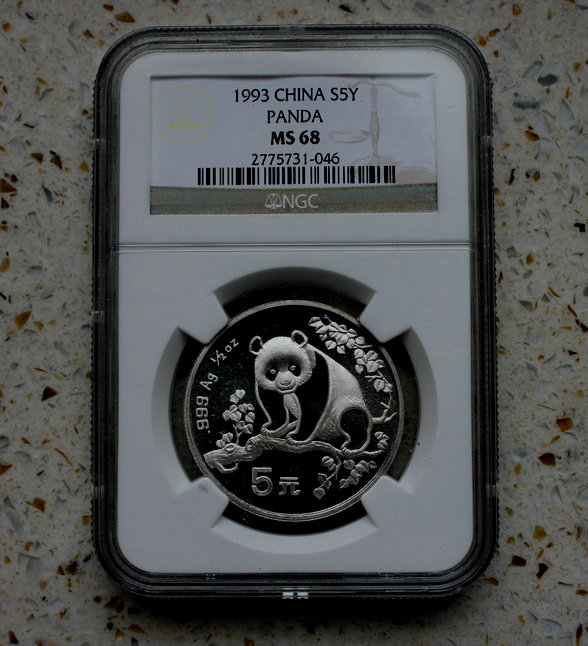 1993 CHINA S5Y
PANDA
MS 68
2775731-046
NGC
999 Ag 1/2 oz
5元